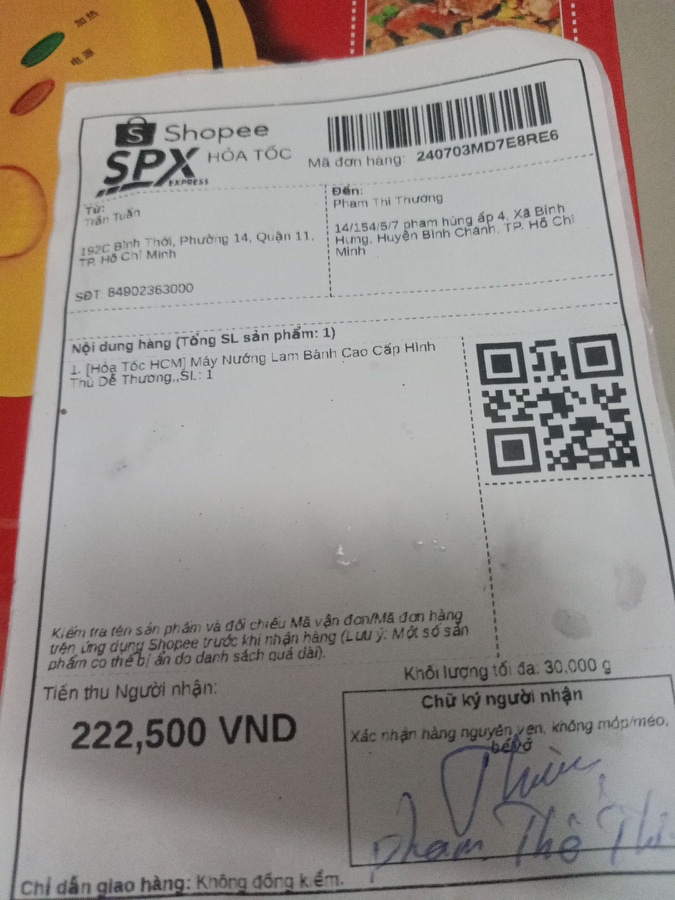 加热
电源
Shopee
SPX HỎA TỐC
EXPRESS
Mã đơn hàng: 240703MD7E8RE6
Từ:
Trần Tuấn
192C Bình Thới, Phường 14, Quận 11,
TP. Hồ Chí Minh
SĐT: 84902363000
Đến:
Phạm Thị Thương
14/154/5/7 phạm hùng ấp 4, Xã Bình
Hưng, Huyện Bình Chánh, TP. Hồ Chí
Minh
Nội dung hàng (Tổng SL sản phẩm: 1)
1. [Hỏa Tốc HCM] Máy Nướng Lam Bánh Cao Cấp Hình
Thú Dễ Thương,,SL: 1
Kiểm tra tên sản phẩm và đối chiếu Mã vận đơn/Mã đơn hàng
trên ứng dụng Shopee trước khi nhận hàng (Lưu ý: Một số sản
phẩm có thể bị ẩn do danh sách quá dài).
Tiền thu Người nhận:
222,500 VND
Khối lượng tối đa: 30,000 g
Chữ ký người nhận
Xác nhận hàng nguyên vẹn, không móp/méo,
bể/vỡ
Phạm
Chỉ dẫn giao hàng: Không đồng kiểm.